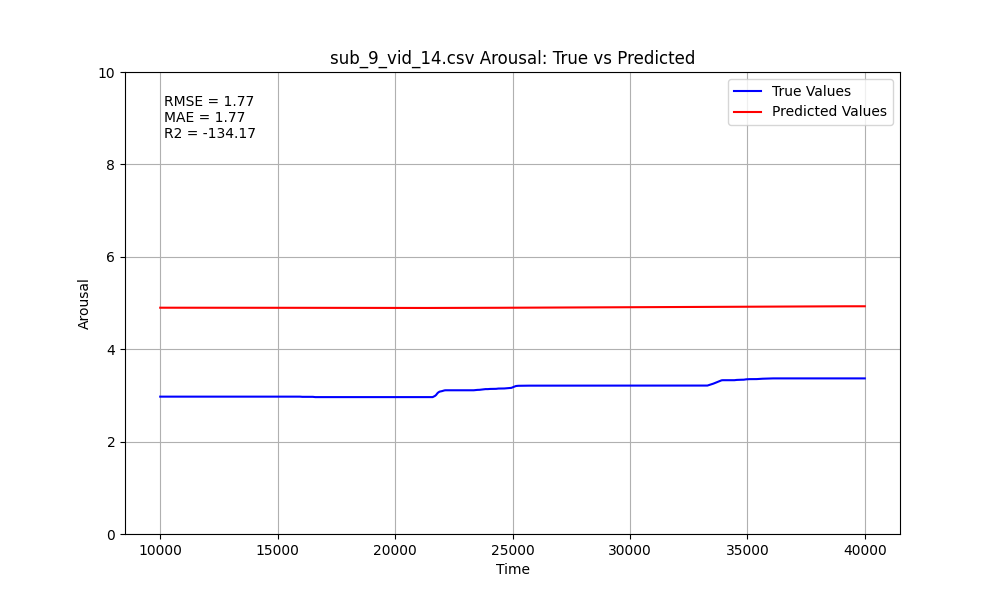 sub_9_vid_14.csv Arousal: True vs Predicted
RMSE = 1.77
MAE = 1.77
R2 = -134.17
True Values
Predicted Values
10
8
6
4
2
0
Arousal
10000 15000 20000 25000 30000 35000 40000
Time